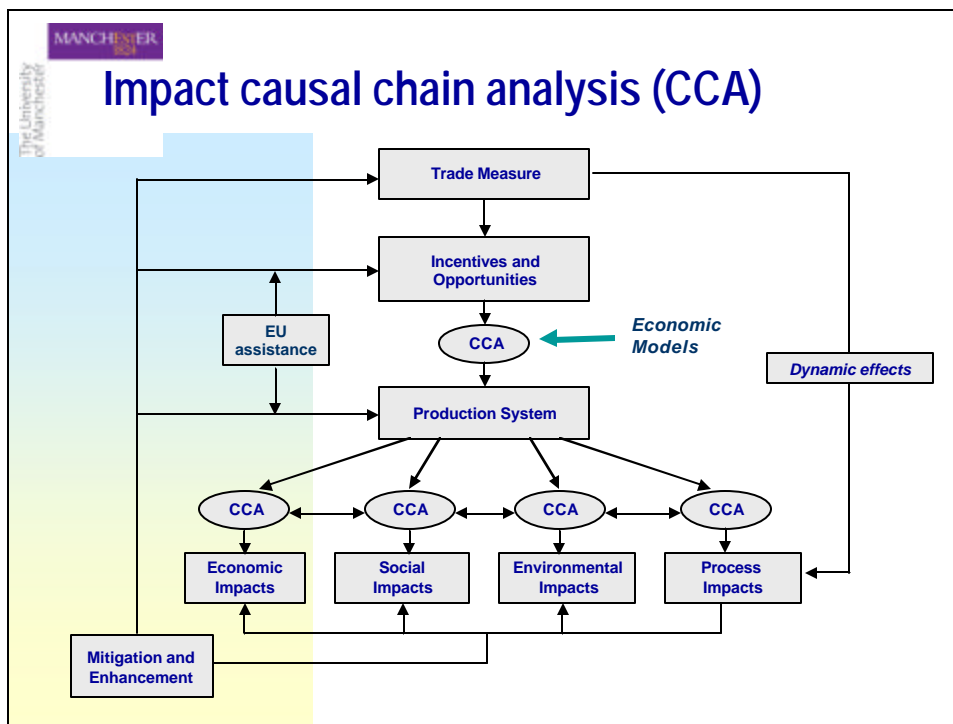 MANCHESTER
1824
The University
of Manchester
Impact causal chain analysis (CCA)
Trade Measure
Incentives and
Opportunities
EU
assistance
CCA
Economic
Models
Dynamic effects
Production System
CCA
CCA
CCA
CCA
Economic
Impacts
Social
Impacts
Environmental
Impacts
Process
Impacts
Mitigation and
Enhancement